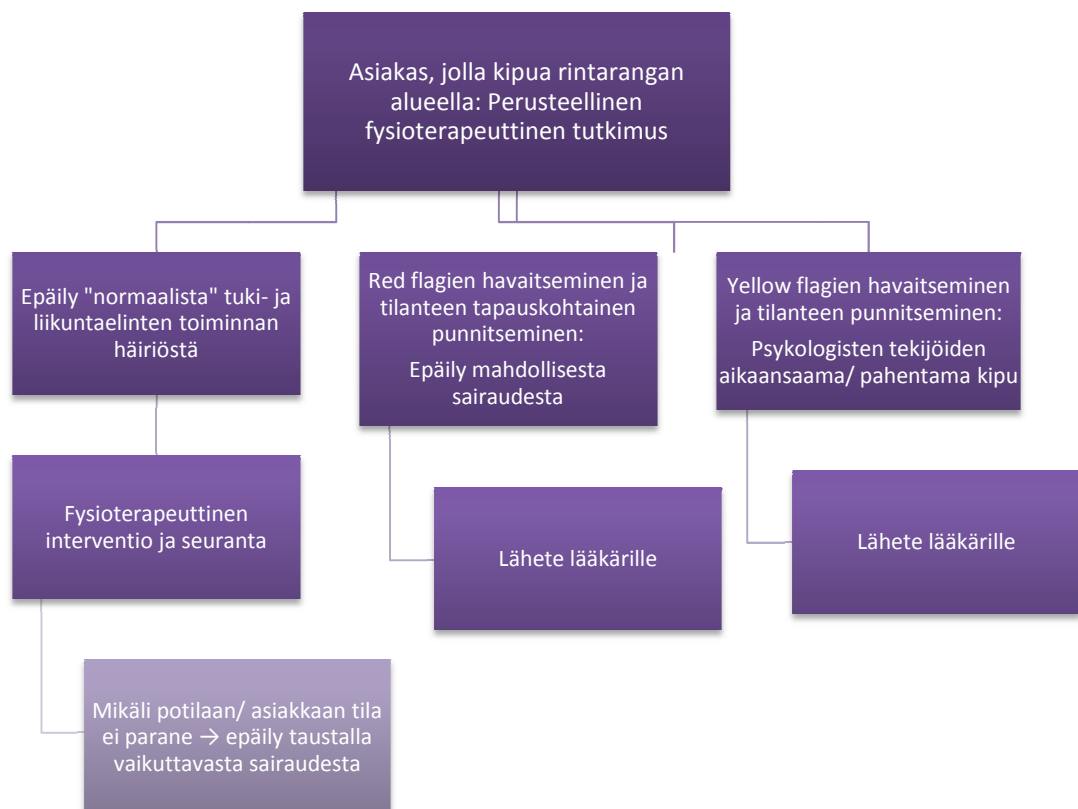 Asiakas, jolla kipua rintarangan
alueella: Perusteellinen
fysioterapeuttinen tutkimus
Epäily "normaalista" tuki- ja
liikuntaelinten toiminnan
häiriöstä
Red flagien havaitseminen ja
tilanteen tapauskohtainen
punnitseminen:
Epäily mahdollisesta
sairaudesta
Yellow flagien havaitseminen
ja tilanteen punnitseminen:
Psykologisten tekijöiden
aikaansaama/ pahentama kipu
Fysioterapeuttinen
interventio ja seuranta
Lähete lääkärille
Lähete lääkärille
Mikäli potilaan/ asiakkaan tila
ei parane → epäily taustalla
vaikuttavasta sairaudesta